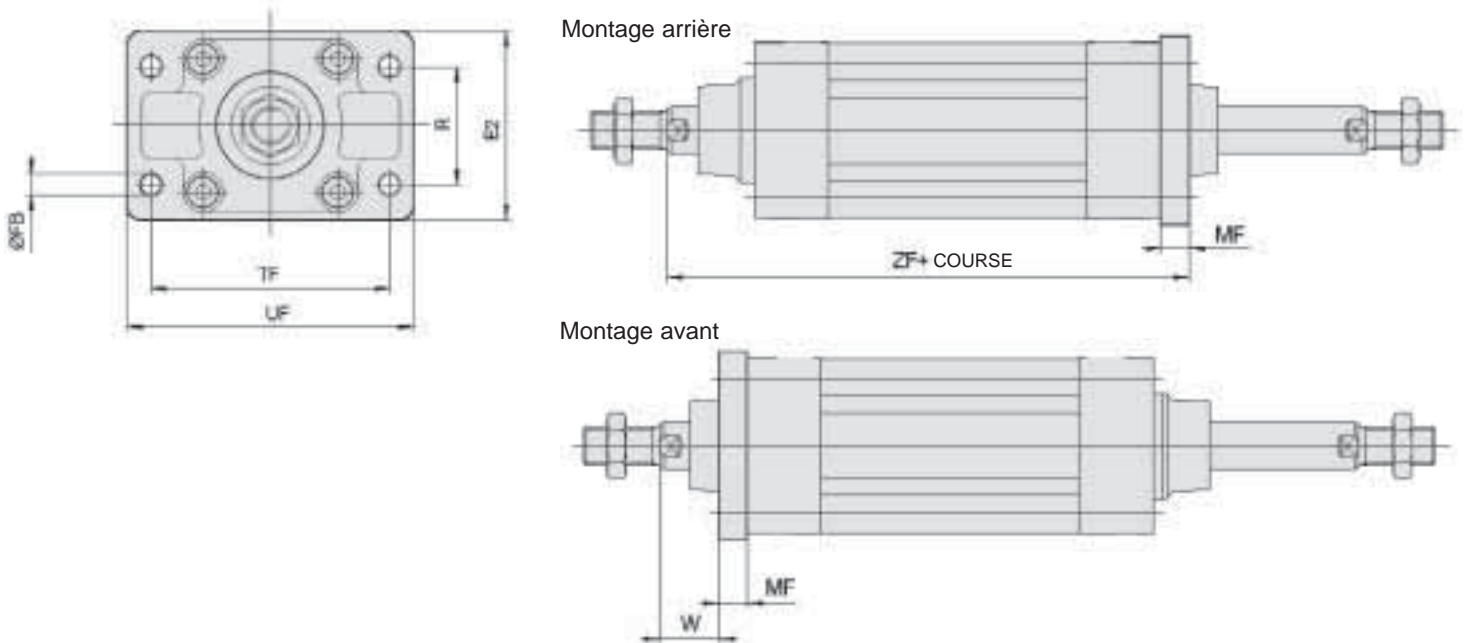 Montage arrière
R
E2
ØFB
TF
UF
MF
ZF+ COURSE
Montage avant
MF
W